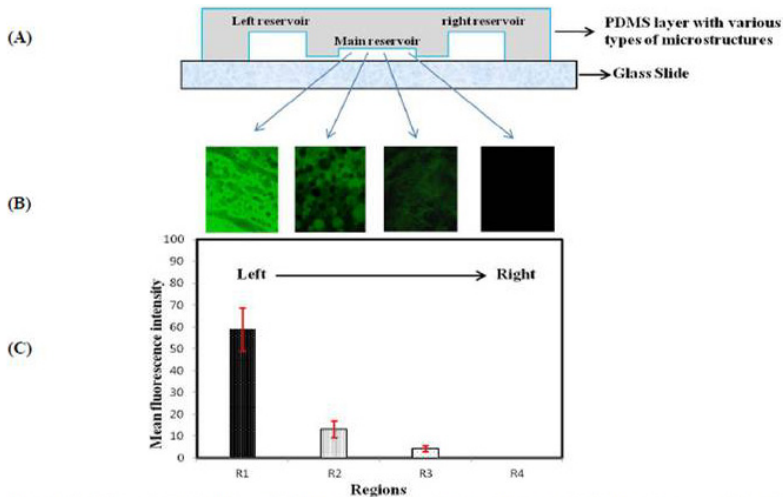 (A)
Left reservoir
right reservoir
Main reservoir
PDMS layer with various
types of microstructures
Glass Slide
(B)
(C)
Mean fluorescence intensity
100
90
80
70
60
50
40
30
20
10
0
Left
Right
R1
R2
R3
R4
Regions